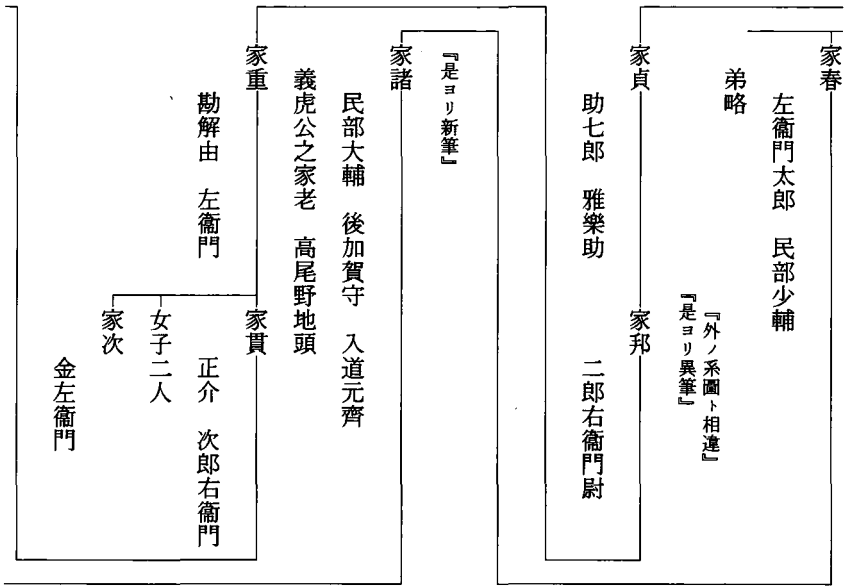 家春
左衞門太郎　民部少輔
弟略
『外ノ系圖ト相違』
『是ヨリ異筆』
家貞
助七郎　雅樂助
家邦
二郎右衞門尉
『是ヨリ新筆』
家諸
民部大輔　後加賀守　入道元齊
義虎公之家老　高尾野地頭
家重
勘解由　左衞門
家貫
正介　次郎右衞門
女子二人
家次
金左衞門